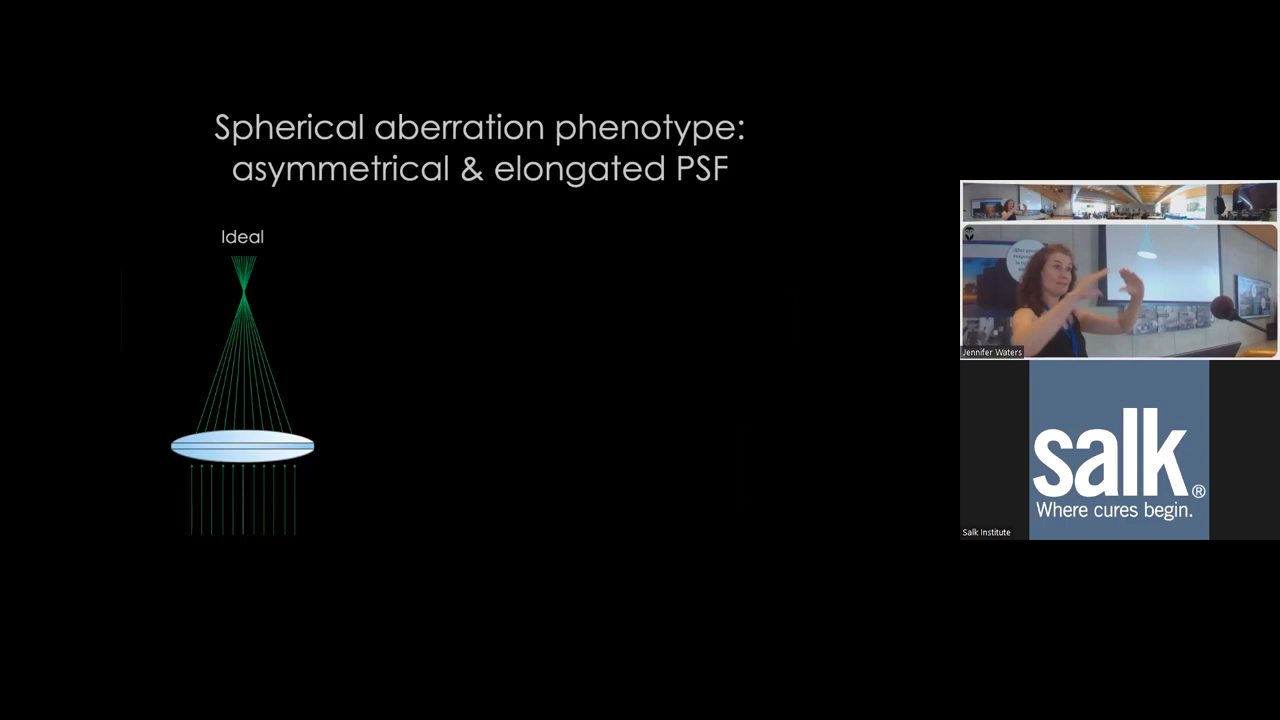 Spherical aberration phenotype:
asymmetrical & elongated PSF
Ideal
Jennifer Waters
salk®
Where cures begin.
Salk Institute